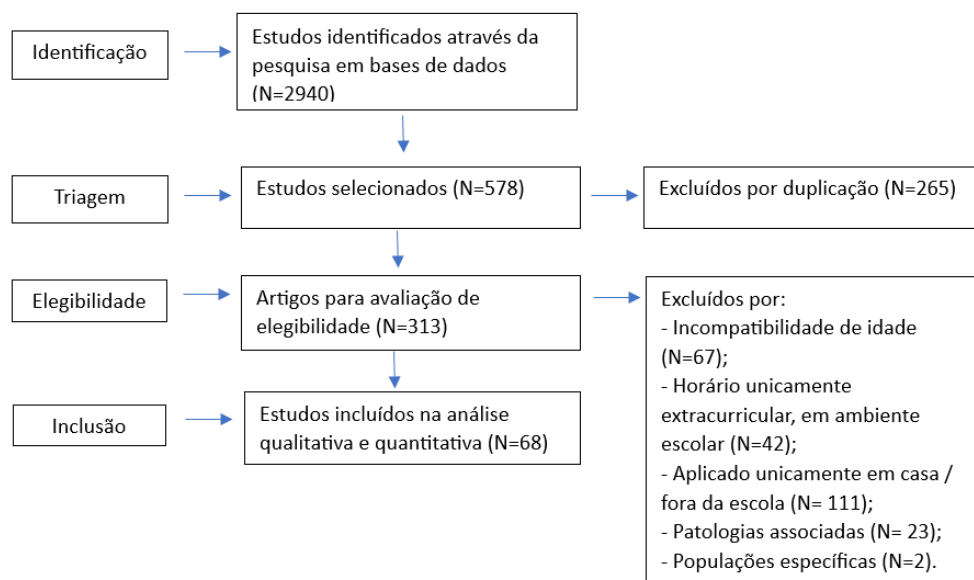 Identificação
Estudos identificados através da
pesquisa em bases de dados
(N=2940)
Triagem
Estudos selecionados (N=578)
Excluídos por duplicação (N=265)
Elegibilidade
Artigos para avaliação de
elegibilidade (N=313)
Excluídos por:
- Incompatibilidade de idade
(N=67);
- Horário unicamente
extracurricular, em ambiente
escolar (N=42);
- Aplicado unicamente em casa /
fora da escola (N= 111);
- Patologias associadas (N= 23);
- Populações específicas (N=2).
Inclusão
Estudos incluídos na análise
qualitativa e quantitativa (N=68)